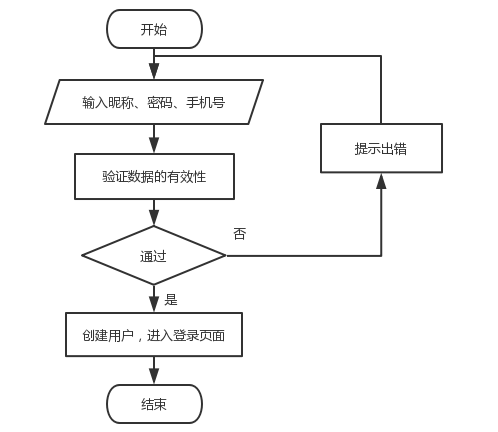 开始
输入昵称、密码、手机号
提示出错
验证数据的有效性
否
通过
是
创建用户，进入登录页面
结束